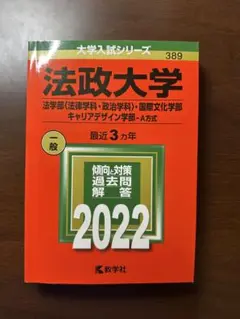 大学入試シリーズ
389
法政大学
法学部〈法律学科・政治学科〉・国際文化学部
キャリアデザイン学部－A方式
一般
最近3カ年
傾向と対策
過去問
解答
2022
教学社